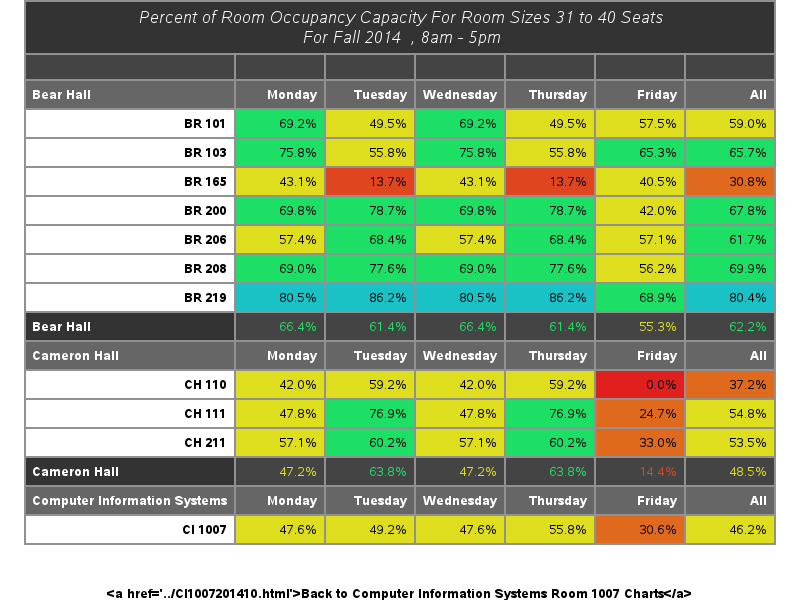 Percent of Room Occupancy Capacity For Room Sizes 31 to 40 Seats
For Fall 2014  , 8am - 5pm
Bear Hall Monday Tuesday Wednesday Thursday Friday All
BR 101 69.2% 49.5% 69.2% 49.5% 57.5% 59.0%
BR 103 75.8% 55.8% 75.8% 55.8% 65.3% 65.7%
BR 165 43.1% 13.7% 43.1% 13.7% 40.5% 30.8%
BR 200 69.8% 78.7% 69.8% 78.7% 42.0% 67.8%
BR 206 57.4% 68.4% 57.4% 68.4% 57.1% 61.7%
BR 208 69.0% 77.6% 69.0% 77.6% 56.2% 69.9%
BR 219 80.5% 86.2% 80.5% 86.2% 68.9% 80.4%
Bear Hall 66.4% 61.4% 66.4% 61.4% 55.3% 62.2%
Cameron Hall Monday Tuesday Wednesday Thursday Friday All
CH 110 42.0% 59.2% 42.0% 59.2% 0.0% 37.2%
CH 111 47.8% 76.9% 47.8% 76.9% 24.7% 54.8%
CH 211 57.1% 60.2% 57.1% 60.2% 33.0% 53.5%
Cameron Hall 47.2% 63.8% 47.2% 63.8% 14.4% 48.5%
Computer Information Systems Monday Tuesday Wednesday Thursday Friday All
CI 1007 47.6% 49.2% 47.6% 55.8% 30.6% 46.2%
<a href='../CI1007201410.html'>Back to Computer Information Systems Room 1007 Charts</a>